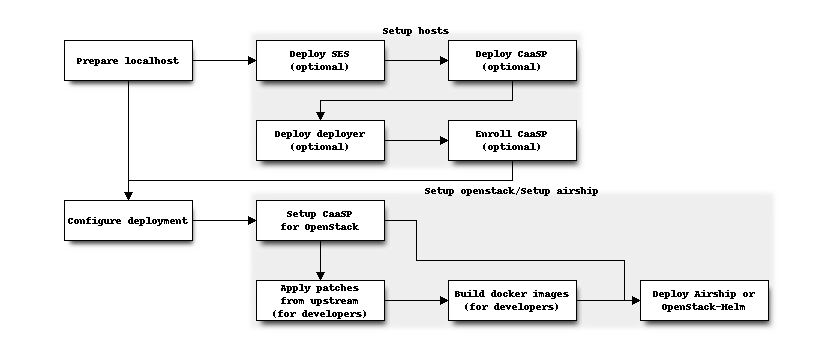 Setup hosts
Prepare localhost
Deploy SES
(optional)
Deploy CaaSP
(optional)
Deploy deployer
(optional)
Enroll CaaSP
(optional)
Setup openstack/Setup airship
Configure deployment
Setup CaaSP
for OpenStack
Apply patches
from upstream
(for developers)
Build docker images
(for developers)
Deploy Airship or
OpenStack-Helm